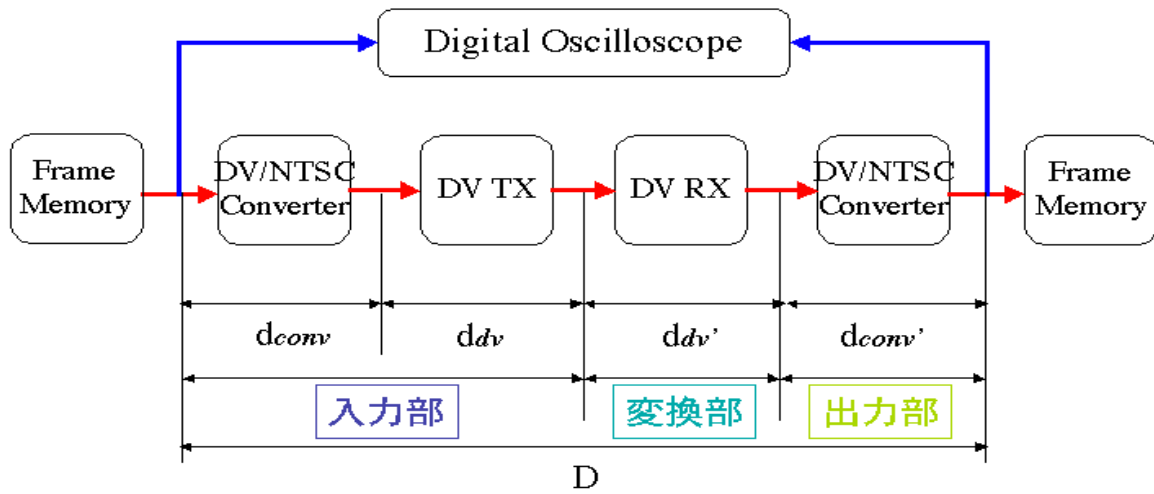 Digital Oscilloscope
Frame
Memory
DV/NTSC
Converter
DV TX
DV RX
DV/NTSC
Converter
Frame
Memory
dconv
ddv
ddv'
dconv'
入力部
変換部
出力部
D